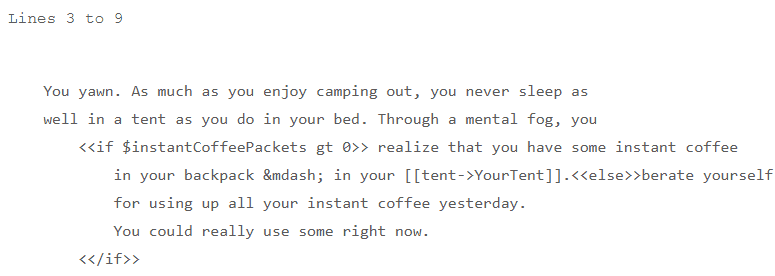 Lines 3 to 9
You yawn. As much as you enjoy camping out, you never sleep as
well in a tent as you do in your bed. Through a mental fog, you
<<if $instantCoffeePackets gt 0>> realize that you have some instant coffee
in your backpack &mdash; in your [[tent->YourTent]].<<else>>berate yourself
for using up all your instant coffee yesterday.
You could really use some right now.
<</if>>